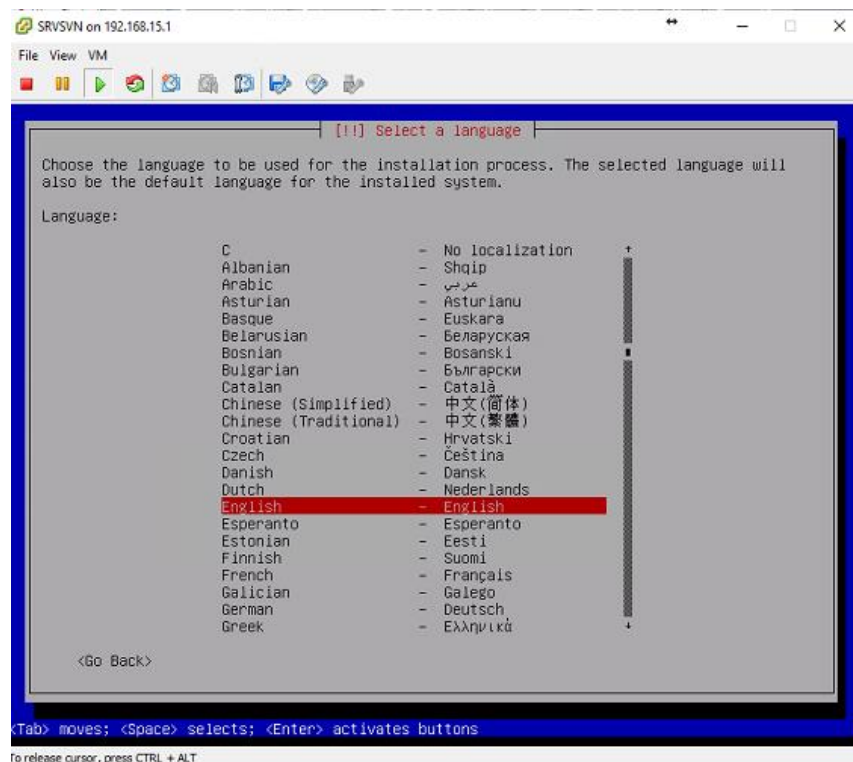 SRVSVN on 192.168.15.1
File View VM
[!!] Select a language
Choose the language to be used for the installation process. The selected language will
also be the default language for the installed system.
Language:
C - No localization
Albanian - Shqip
Arabic - عربي
Asturian - Asturianu
Basque - Euskara
Belarusian - Беларуская
Bosnian - Bosanski
Bulgarian - Български
Catalan - Català
Chinese (Simplified) - 中文(简体)
Chinese (Traditional) - 中文(繁體)
Croatian - Hrvatski
Czech - Čeština
Danish - Dansk
Dutch - Nederlands
English - English
Esperanto - Esperanto
Estonian - Eesti
Finnish - Suomi
French - Français
Galician - Galego
German - Deutsch
Greek - Ελληνικά
<Go Back>
<Tab> moves; <Space> selects; <Enter> activates buttons
To release cursor, press CTRL + ALT